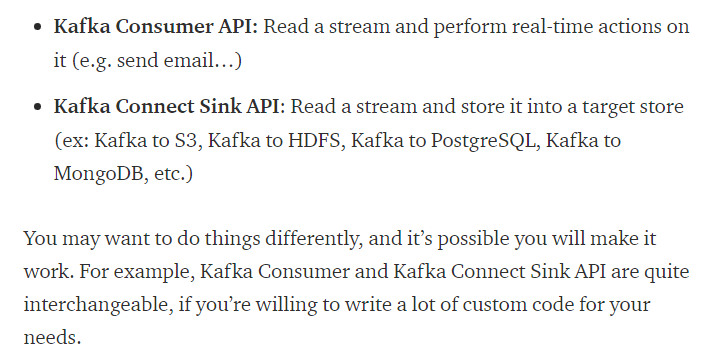 • Kafka Consumer API: Read a stream and perform real-time actions on
it (e.g. send email…)
• Kafka Connect Sink API: Read a stream and store it into a target store
(ex: Kafka to S3, Kafka to HDFS, Kafka to PostgreSQL, Kafka to
MongoDB, etc.)
You may want to do things differently, and it’s possible you will make it
work. For example, Kafka Consumer and Kafka Connect Sink API are quite
interchangeable, if you’re willing to write a lot of custom code for your
needs.